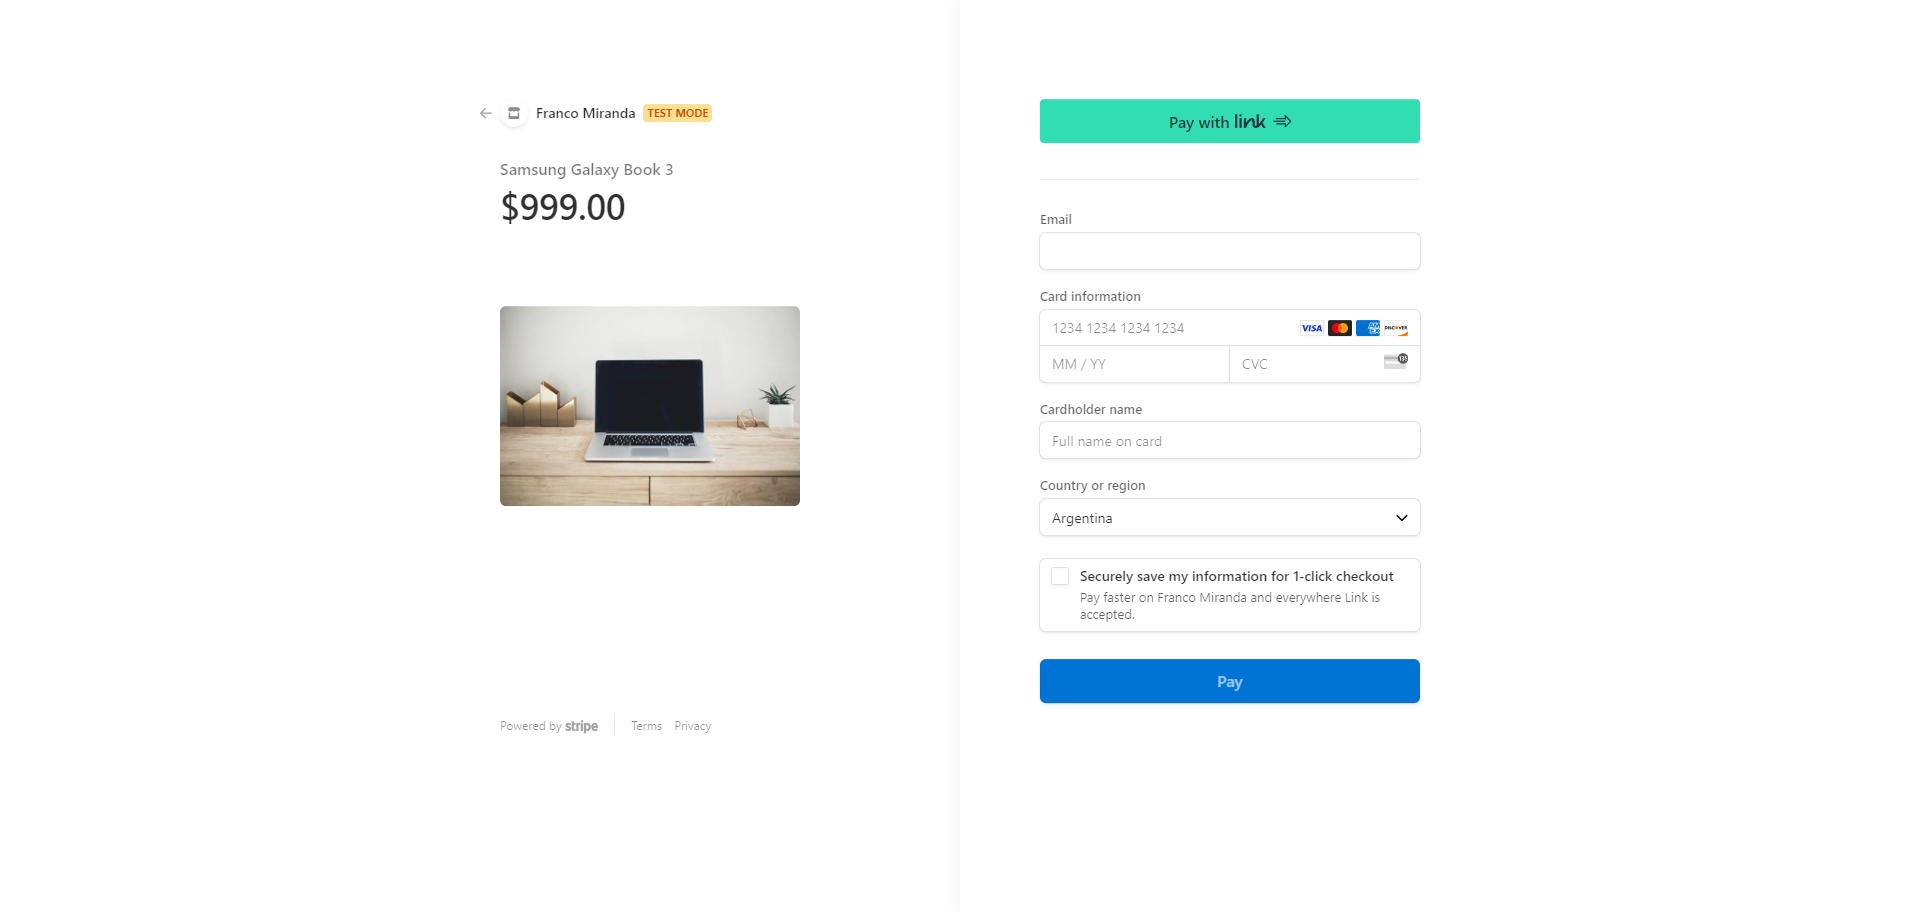 Franco Miranda TEST MODE
Samsung Galaxy Book 3
$999.00
Powered by stripe
Terms Privacy
Pay with link
Email
Card information
1234 1234 1234 1234 VISA DISCOVER
MM / YY CVC 135
Cardholder name
Full name on card
Country or region
Argentina
Securely save my information for 1-click checkout
Pay faster on Franco Miranda and everywhere Link is
accepted.
Pay